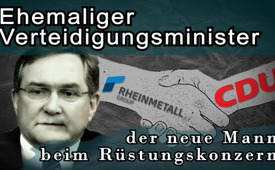 Ehemaliger
Verteidigungsminister
RHEINMETALL
GROUP
CDU
der neue Mann
beim Rüstungskonzern